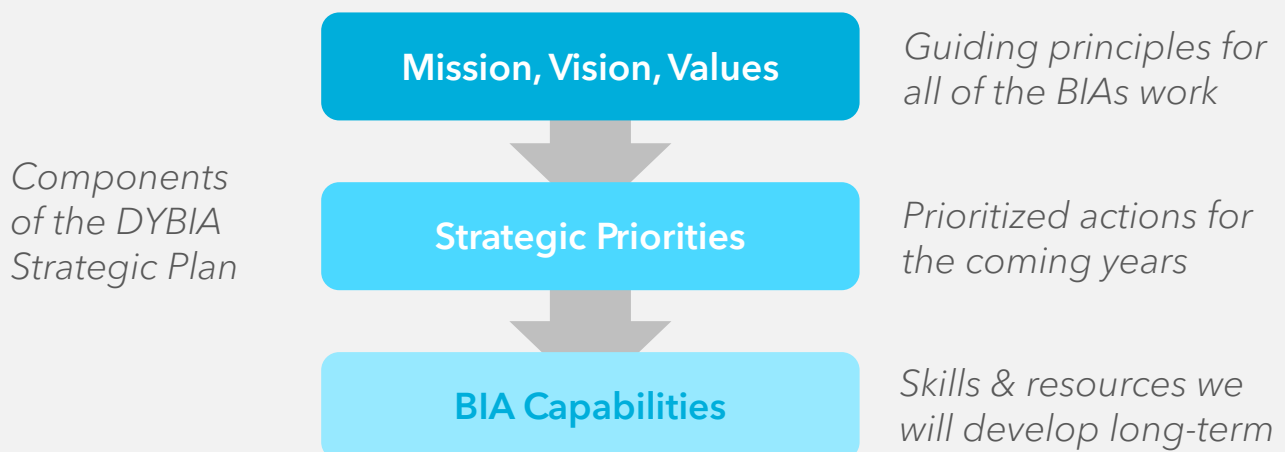 Components
of the DYBIA
Strategic Plan
Mission, Vision, Values
Guiding principles for
all of the BIAs work
Strategic Priorities
Prioritized actions for
the coming years
BIA Capabilities
Skills & resources we
will develop long-term